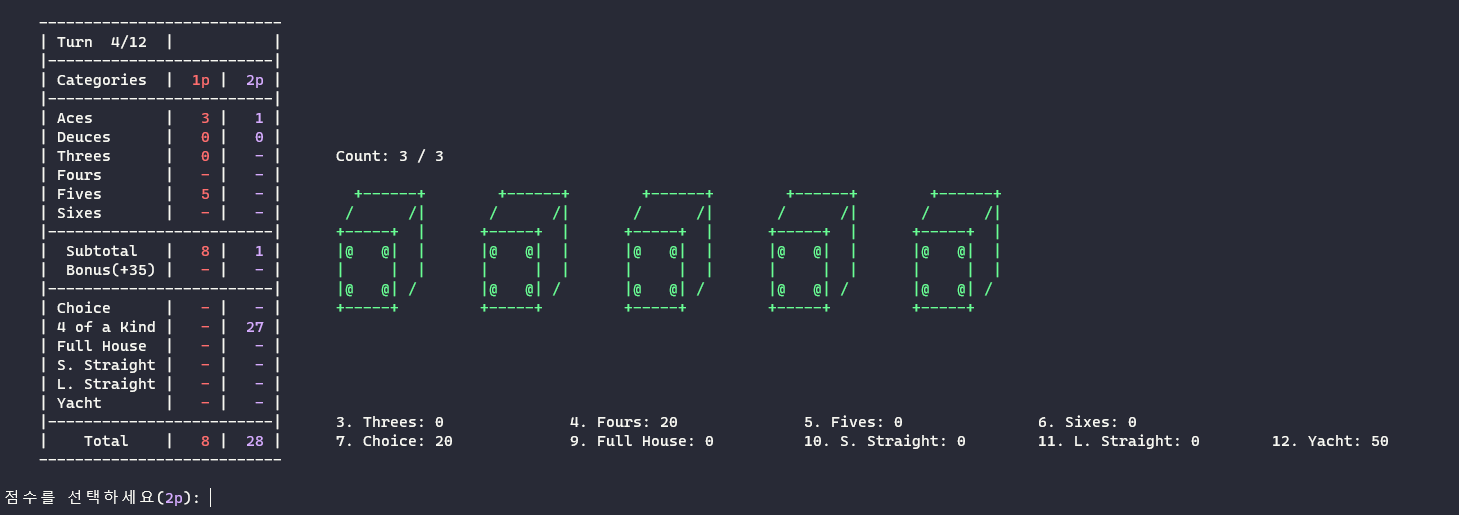 Turn 4/12
Categories | 1p | 2p
Aces | 3 | 1
Deuces | 0 | 0
Threes | 0 | -
Fours | - | -
Fives | 5 | -
Sixes | - | -
Subtotal | 8 | 1
Bonus(+35) | - | -
Choice | - | -
4 of a Kind | - | 27
Full House | - | -
S. Straight | - | -
L. Straight | - | -
Yacht | - | -
Total | 8 | 28
Count: 3 / 3
3. Threes: 0 4. Fours: 20 5. Fives: 0 6. Sixes: 0
7. Choice: 20 9. Full House: 0 10. S. Straight: 0 11. L. Straight: 0 12. Yacht: 50
점수를 선택하세요(2p):